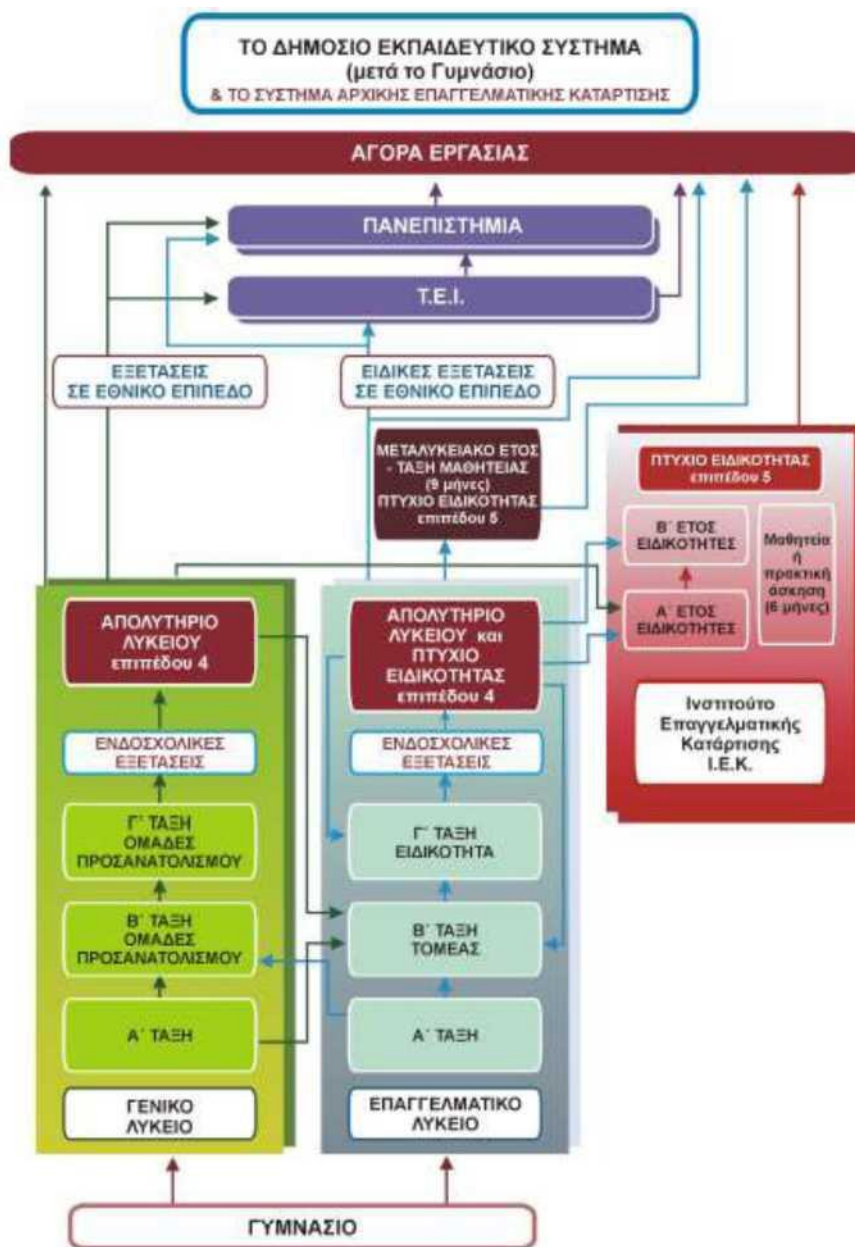 ΤΟ ΔΗΜΟΣΙΟ ΕΚΠΑΙΔΕΥΤΙΚΟ ΣΥΣΤΗΜΑ
(μετά το Γυμνάσιο)
& ΤΟ ΣΥΣΤΗΜΑ ΑΡΧΙΚΗΣ ΕΠΑΓΓΕΛΜΑΤΙΚΗΣ ΚΑΤΑΡΤΙΣΗΣ
ΑΓΟΡΑ ΕΡΓΑΣΙΑΣ
ΠΑΝΕΠΙΣΤΗΜΙΑ
Τ.Ε.Ι.
ΕΞΕΤΑΣΕΙΣ
ΣΕ ΕΘΝΙΚΟ ΕΠΙΠΕΔΟ
ΕΙΔΙΚΕΣ ΕΞΕΤΑΣΕΙΣ
ΣΕ ΕΘΝΙΚΟ ΕΠΙΠΕΔΟ
ΜΕΤΑΛΥΚΕΙΑΚΟ ΕΤΟΣ
- ΤΑΞΗ ΜΑΘΗΤΕΙΑΣ
(9 μήνες)
ΠΤΥΧΙΟ ΕΙΔΙΚΟΤΗΤΑΣ
επιπέδου 5
ΠΤΥΧΙΟ ΕΙΔΙΚΟΤΗΤΑΣ
επιπέδου 5
Β΄ ΕΤΟΣ
ΕΙΔΙΚΟΤΗΤΕΣ
Α΄ ΕΤΟΣ
ΕΙΔΙΚΟΤΗΤΕΣ
Μαθητεία
ή
πρακτική
άσκηση
(6 μήνες)
Ινστιτούτο
Επαγγελματικής
Κατάρτισης
Ι.Ε.Κ.
ΑΠΟΛΥΤΗΡΙΟ
ΛΥΚΕΙΟΥ
επιπέδου 4
ΕΝΔΟΣΧΟΛΙΚΕΣ
ΕΞΕΤΑΣΕΙΣ
Γ΄ ΤΑΞΗ
ΟΜΑΔΕΣ
ΠΡΟΣΑΝΑΤΟΛΙΣΜΟΥ
Β΄ ΤΑΞΗ
ΟΜΑΔΕΣ
ΠΡΟΣΑΝΑΤΟΛΙΣΜΟΥ
Α΄ ΤΑΞΗ
ΓΕΝΙΚΟ
ΛΥΚΕΙΟ
ΑΠΟΛΥΤΗΡΙΟ
ΛΥΚΕΙΟΥ και
ΠΤΥΧΙΟ
ΕΙΔΙΚΟΤΗΤΑΣ
επιπέδου 4
ΕΝΔΟΣΧΟΛΙΚΕΣ
ΕΞΕΤΑΣΕΙΣ
Γ΄ ΤΑΞΗ
ΕΙΔΙΚΟΤΗΤΑ
Β΄ ΤΑΞΗ
ΤΟΜΕΑΣ
Α΄ ΤΑΞΗ
ΕΠΑΓΓΕΛΜΑΤΙΚΟ
ΛΥΚΕΙΟ
ΓΥΜΝΑΣΙΟ